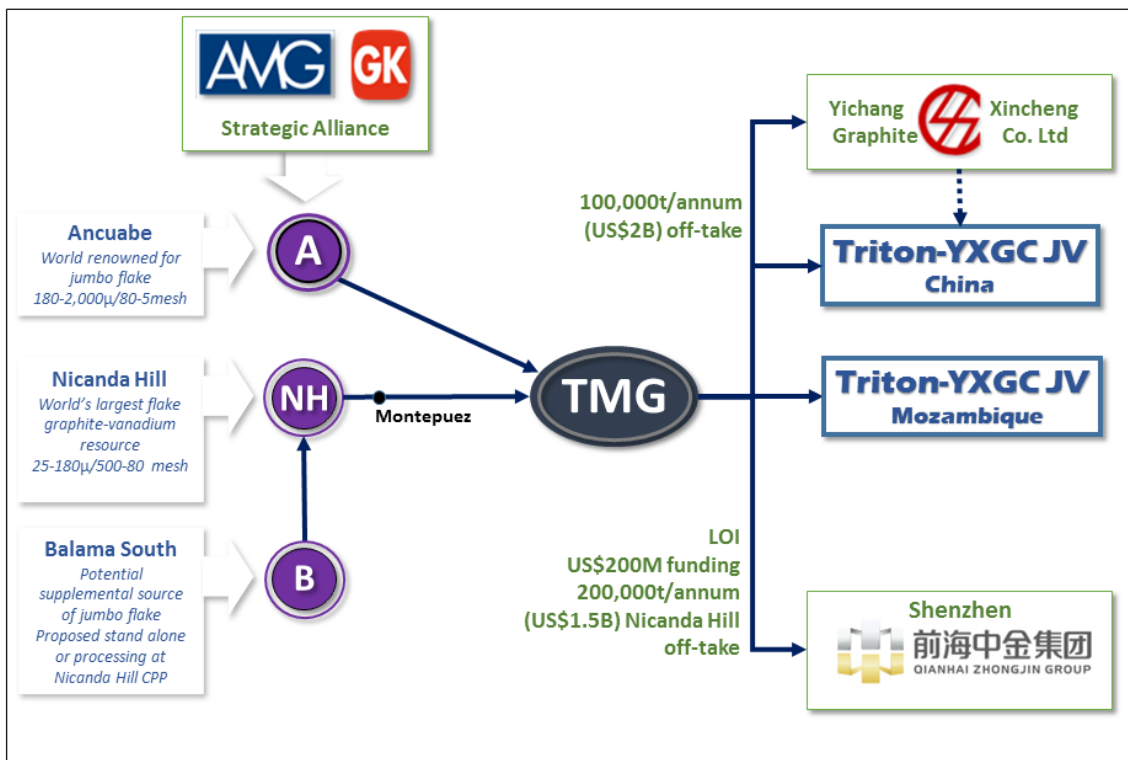 AMG
GK
Strategic Alliance
Ancuabe
World renowned for
jumbo flake
180-2,000µ/80-5mesh
A
Nicanda Hill
World's largest flake
graphite-vanadium
resource
25-180µ/500-80 mesh
NH
Montepuez
Balama South
Potential
supplemental source
of jumbo flake
Proposed stand alone
or processing at
Nicanda Hill CPP
B
TMG
100,000t/annum
(US$2B) off-take
LOI
US$200M funding
200,000t/annum
(US$1.5B) Nicanda Hill
off-take
Yichang Xincheng
Graphite Co. Ltd
Triton-YXGC JV
China
Triton-YXGC JV
Mozambique
Shenzhen
前海中金集团
QIANHAI ZHONGJIN GROUP